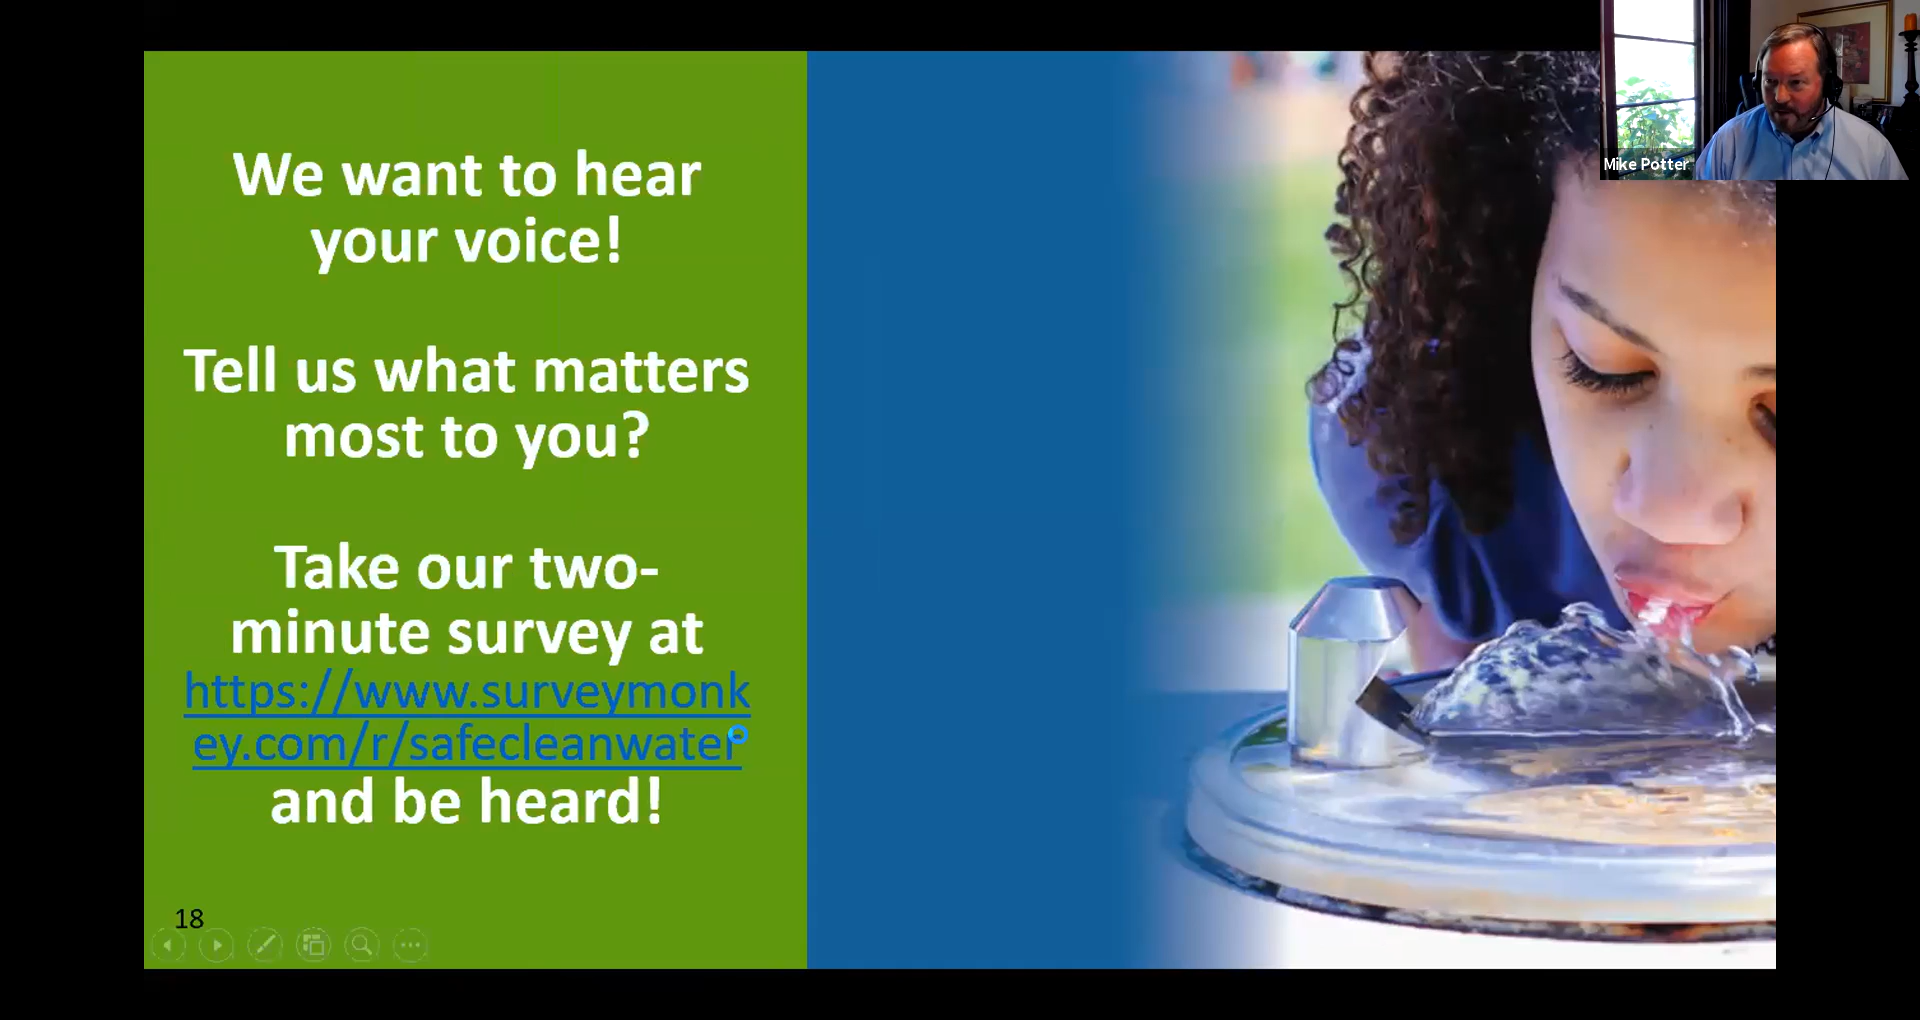 We want to hear
your voice!
Tell us what matters
most to you?
Take our two-
minute survey at
https://www.surveymonk
ey.com/r/safecleanwater
and be heard!
18
Mike Potter